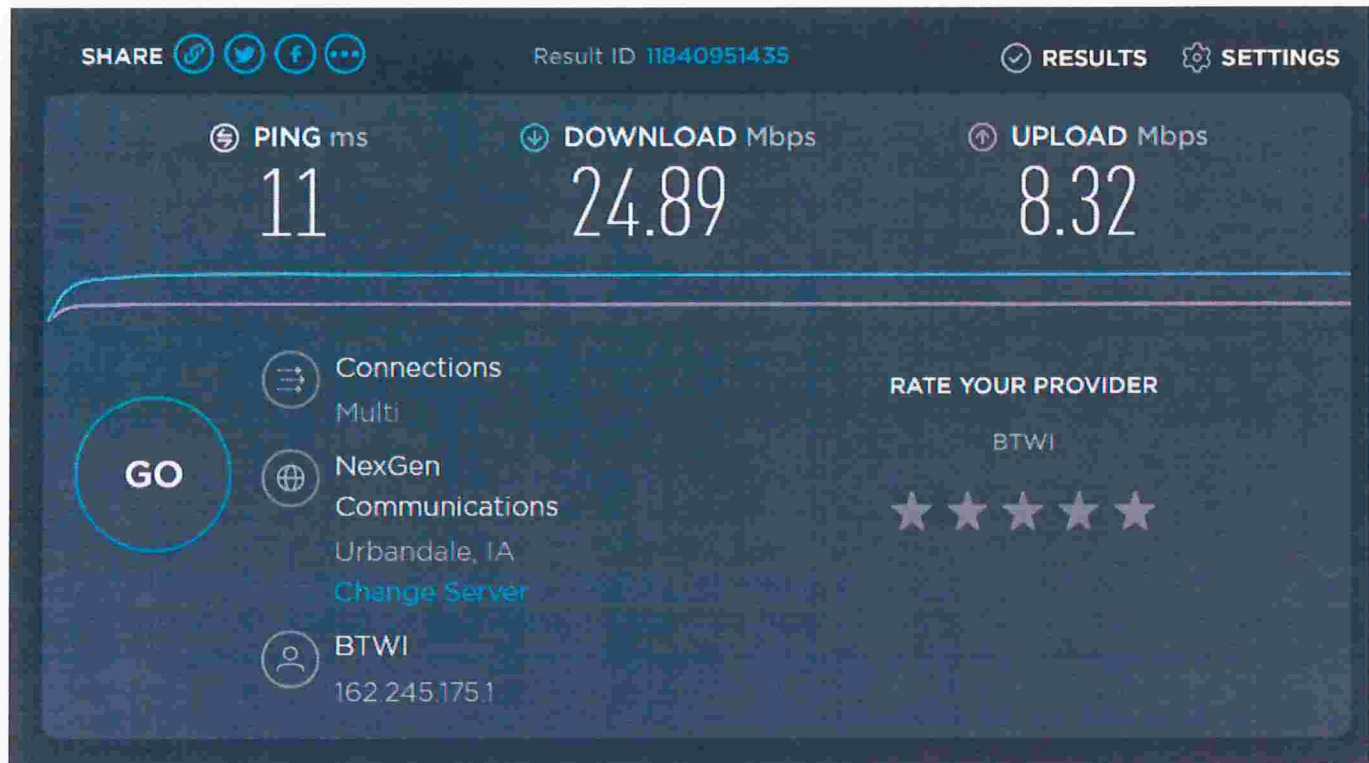 SHARE
Result ID 11840951435
RESULTS
SETTINGS
PING ms
DOWNLOAD Mbps
UPLOAD Mbps
11
24.89
8.32
Connections
Multi
GO
NexGen
Communications
Urbandale, IA
Change Server
BTWI
162.245.175.1
RATE YOUR PROVIDER
BTWI